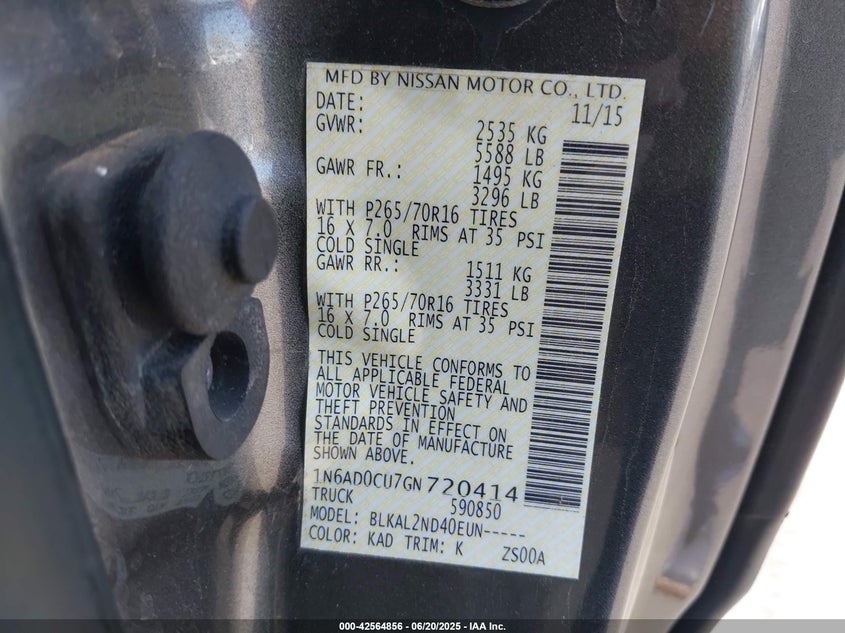 MFD BY NISSAN MOTOR CO., LTD.
DATE: 11/15
GVWR: 2535 KG
5588 LB
GAWR FR.: 1495 KG
3296 LB
WITH P265/70R16 TIRES
16 X 7.0 RIMS AT 35 PSI
COLD SINGLE
GAWR RR.: 1511 KG
3331 LB
WITH P265/70R16 TIRES
16 X 7.0 RIMS AT 35 PSI
COLD SINGLE
THIS VEHICLE CONFORMS TO
ALL APPLICABLE FEDERAL
MOTOR VEHICLE SAFETY AND
THEFT PREVENTION
STANDARDS IN EFFECT ON
THE DATE OF MANUFACTURE
SHOWN ABOVE.
1N6AD0CU7GN 720414
TRUCK 590850
MODEL: BLKAL2ND40EUN-----
COLOR: KAD TRIM: K ZS00A
000-42564856 | 06/20/2025 - IAA Inc.